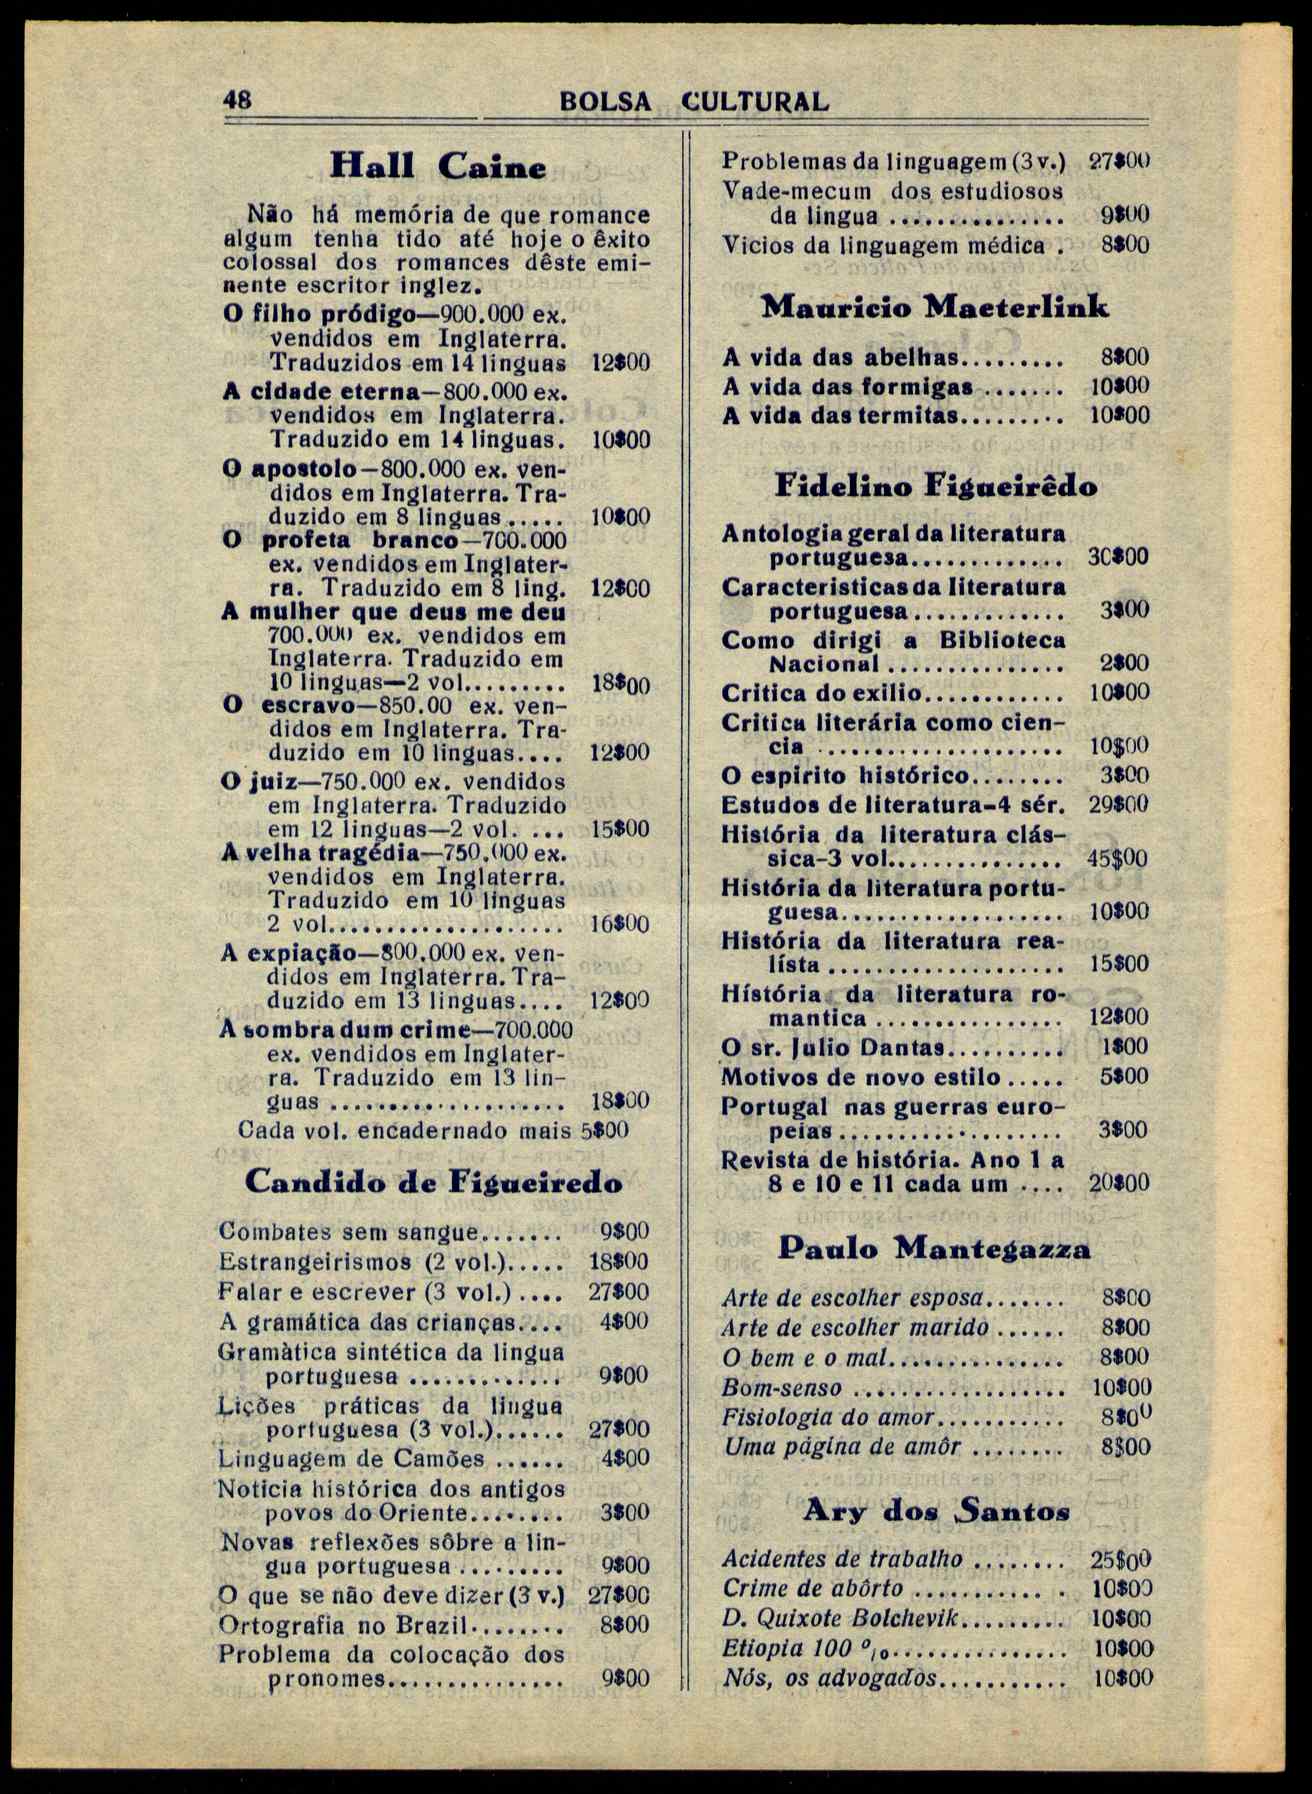 48 BOLSA CULTURAL
Hall Caine
Não há memória de que romance
algum tenha tido até hoje o êxito
colossal dos romances dêste emi-
nente escritor inglez.
O filho pródigo—900.000 ex.
vendidos em Inglaterra.
Traduzidos em 14 linguas 12$00
A cidade eterna—800.000 ex.
vendidos em Inglaterra.
Traduzido em 14 linguas. 10$00
O apostolo—800.000 ex. ven-
didos em Inglaterra. Tra-
duzido em 8 linguas..... 10$00
O profeta branco—700.000
ex. vendidos em Inglater-
ra. Traduzido em 8 ling. 12$00
A mulher que deus me deu
700.000 ex. vendidos em
Inglaterra. Traduzido em
10 linguas—2 vol......... 18$00
O escravo—850.00 ex. ven-
didos em Inglaterra. Tra-
duzido em 10 linguas.... 12$00
O juiz—750.000 ex. vendidos
em Inglaterra. Traduzido
em 12 linguas—2 vol. ... 15$00
A velha tragédia—750.000 ex.
vendidos em Inglaterra.
Traduzido em 10 linguas
2 vol..................... 16$00
A expiação—800.000 ex. ven-
didos em Inglaterra. Tra-
duzido em 13 linguas.... 12$00
A sombra dum crime—700.000
ex. vendidos em Inglater-
ra. Traduzido em 13 lin-
guas .................... 18$00
Cada vol. encadernado mais 5$00
Candido de Figueiredo
Combates sem sangue....... 9$00
Estrangeirismos (2 vol.)..... 18$00
Falar e escrever (3 vol.) .... 27$00
A gramática das crianças.... 4$00
Gramàtica sintética da lingua
portuguesa ............. 9$00
Lições práticas da lingua
portuguesa (3 vol.)...... 27$00
Linguagem de Camões ...... 4$00
Noticia histórica dos antigos
povos do Oriente........ 3$00
Novas reflexões sôbre a lin-
gua portuguesa ......... 9$00
O que se não deve dizer (3 v.) 27$00
Ortografia no Brazil........ 8$00
Problema da colocação dos
pronomes............... 9$00
Problemas da linguagem (3 v.) 27$00
Vade-mecum dos estudiosos
da lingua ............... 9$00
Vicios da linguagem médica . 8$00
Mauricio Maeterlink
A vida das abelhas......... 8$00
A vida das formigas ....... 10$00
A vida das termitas......... 10$00
Fidelino Figueirêdo
Antologia geral da literatura
portuguesa............. 30$00
Caracteristicas da literatura
portuguesa............. 3$00
Como dirigi a Biblioteca
Nacional ............... 2$00
Critica do exilio............ 10$00
Critica literária como cien-
cia ..................... 10$00
O espirito histórico........ 3$00
Estudos de literatura-4 sér. 29$00
História da literatura clás-
sica-3 vol............... 45$00
História da literatura portu-
guesa................... 10$00
História da literatura rea-
lista .................... 15$00
História da literatura ro-
mantica ................ 12$00
O sr. Julio Dantas.......... 1$00
Motivos de novo estilo ..... 5$00
Portugal nas guerras euro-
peias ................... 3$00
Revista de história. Ano 1 a
8 e 10 e 11 cada um .... 20$00
Paulo Mantegazza
Arte de escolher esposa....... 8$00
Arte de escolher marido ...... 8$00
O bem e o mal............... 8$00
Bom-senso .................. 10$00
Fisiologia do amor........... 8$00
Uma página de amôr ........ 8$00
Ary dos Santos
Acidentes de trabalho ........ 25$00
Crime de abôrto ............ . 10$00
D. Quixote Bolchevik......... 10$00
Etiopia 100 %............... 10$00
Nós, os advogados........... 10$00